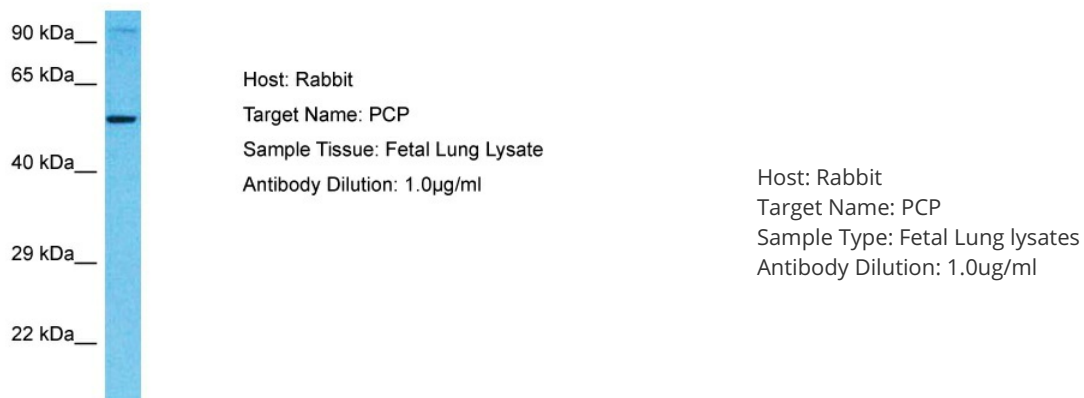 90 kDa__
65 kDa__
40 kDa__
29 kDa__
22 kDa__
Host: Rabbit
Target Name: PCP
Sample Tissue: Fetal Lung Lysate
Antibody Dilution: 1.0μg/ml
Host: Rabbit
Target Name: PCP
Sample Type: Fetal Lung lysates
Antibody Dilution: 1.0ug/ml